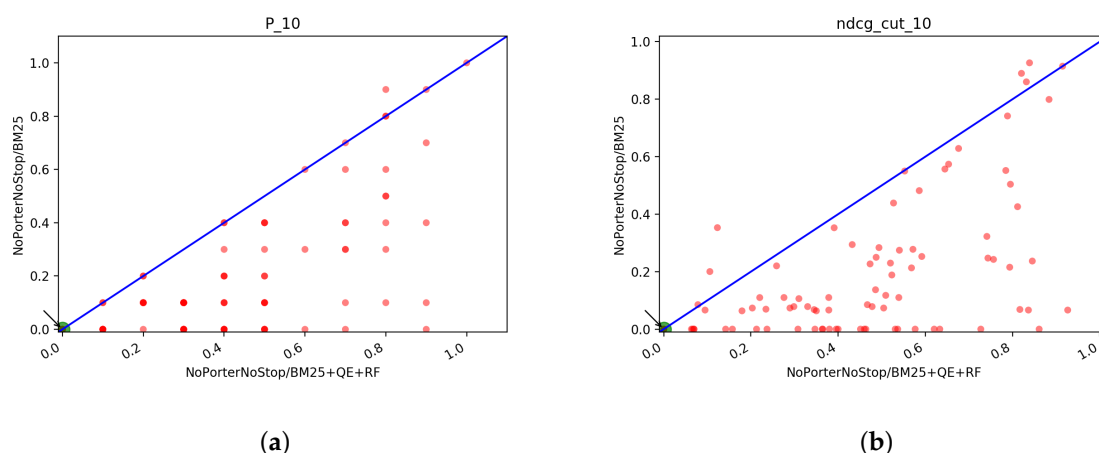 P_10
NoPorterNoStop/BM25
1.0
0.8
0.6
0.4
0.2
0.0
0.0 0.2 0.4 0.6 0.8 1.0
NoPorterNoStop/BM25+QE+RF
(a)
ndcg_cut_10
NoPorterNoStop/BM25
1.0
0.8
0.6
0.4
0.2
0.0
0.0 0.2 0.4 0.6 0.8 1.0
NoPorterNoStop/BM25+QE+RF
(b)